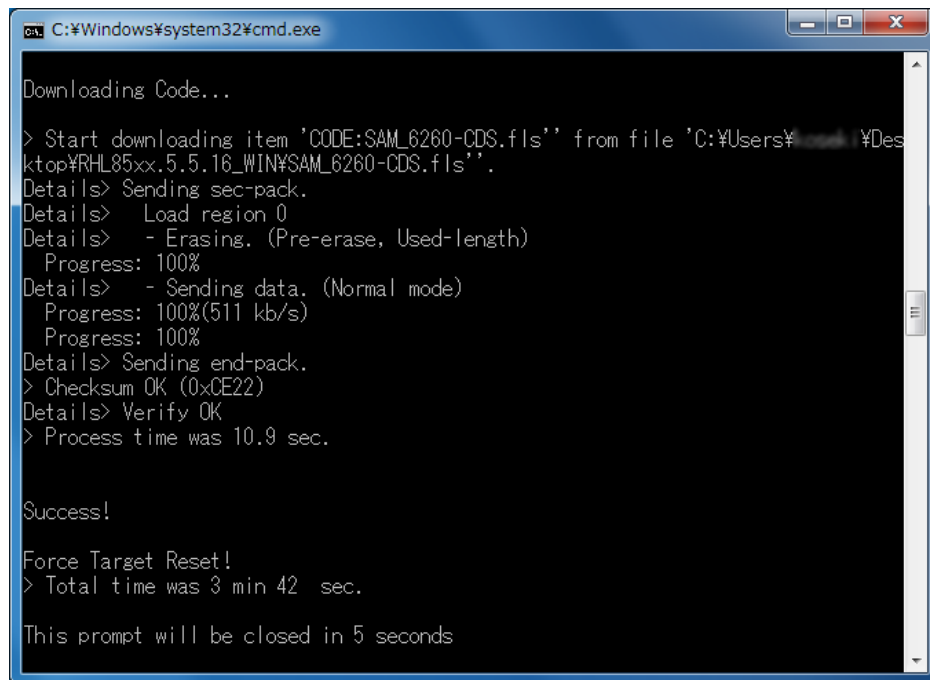 C:¥Windows¥system32¥cmd.exe
Downloading Code...
> Start downloading item 'CODE:SAM_6260-CDS.fls'' from file 'C:¥Users¥ ¥Des
ktop¥RHL85xx.5.5.16_WIN¥SAM_6260-CDS.fls''.
Details> Sending sec-pack.
Details>   Load region 0
Details>   - Erasing. (Pre-erase, Used-length)
  Progress: 100%
Details>   - Sending data. (Normal mode)
  Progress: 100%(511 kb/s)
  Progress: 100%
Details> Sending end-pack.
> Checksum OK (0xCE22)
Details> Verify OK
> Process time was 10.9 sec.
Success!
Force Target Reset!
> Total time was 3 min 42  sec.
This prompt will be closed in 5 seconds